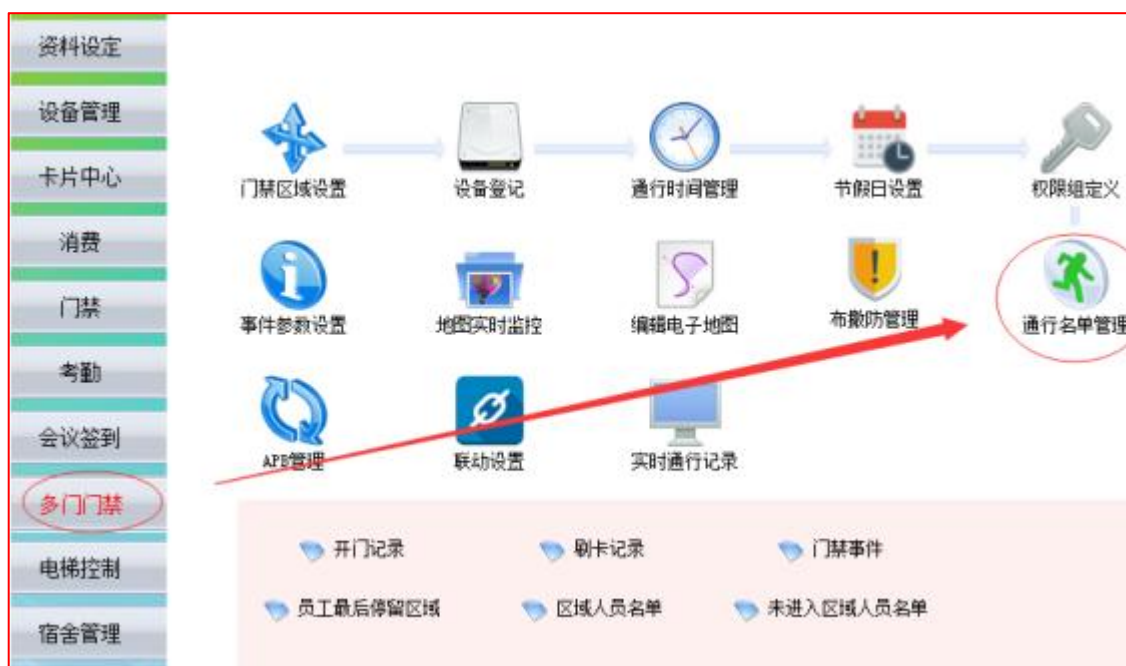 资料设定
设备管理
卡片中心
消费
门禁
考勤
会议签到
多门门禁
电梯控制
宿舍管理
门禁区域设置 设备登记 通行时间管理 节假日设置 权限组定义
事件参数设置 地图实时监控 编辑电子地图 布撤防管理 通行名单管理
APB管理 联动设置 实时通行记录
开门记录 刷卡记录 门禁事件
员工最后停留区域 区域人员名单 未进入区域人员名单